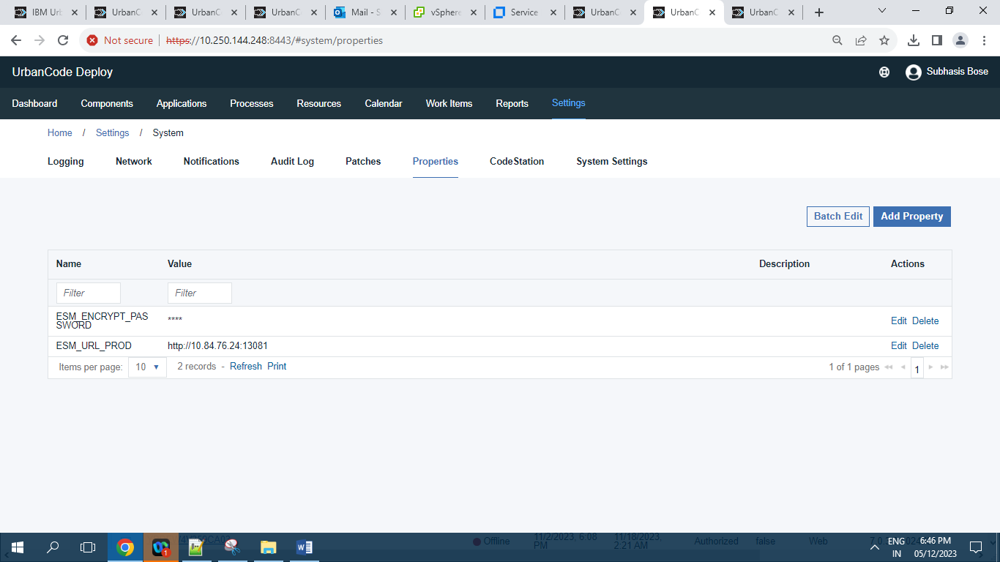 IBM Urb
UrbanC
UrbanC
UrbanC
Mail - S
vSphere
Service
UrbanC
UrbanC
UrbanC
Not secure
https://10.250.144.248:8443/#system/properties
UrbanCode Deploy
Subhasis Bose
Dashboard
Components
Applications
Processes
Resources
Calendar
Work Items
Reports
Settings
Home / Settings / System
Logging
Network
Notifications
Audit Log
Patches
Properties
CodeStation
System Settings
Batch Edit
Add Property
Name
Value
Description
Actions
Filter
Filter
ESM_ENCRYPT_PAS
SWORD
****
Edit Delete
ESM_URL_PROD
http://10.84.76.24:13081
Edit Delete
Items per page: 10
2 records - Refresh Print
1 of 1 pages
1
1
Offline
11/2/2023, 6:08
PM
11/18/2023,
2:21 AM
Authorized
false
Web
ENG
IN
6:46 PM
05/12/2023